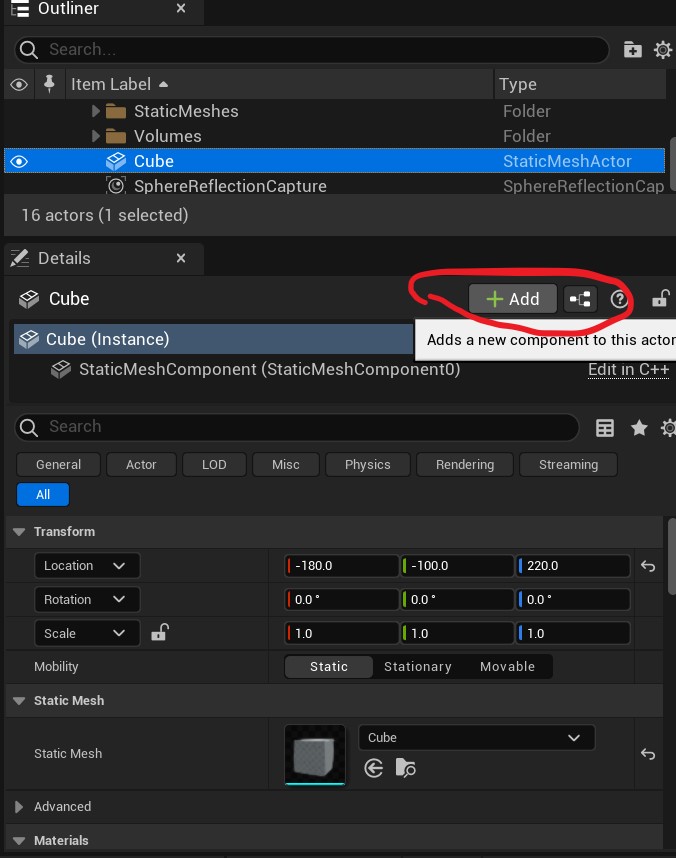 Outliner
Search...
Item Label Type
StaticMeshes Folder
Volumes Folder
Cube StaticMeshActor
SphereReflectionCapture SphereReflectionCap
16 actors (1 selected)
Details
Cube + Add
Cube (Instance)
Adds a new component to this actor
StaticMeshComponent (StaticMeshComponent0) Edit in C++
Search
General Actor LOD Misc Physics Rendering Streaming
All
Transform
Location -180.0 -100.0 220.0
Rotation 0.0 ° 0.0 ° 0.0 °
Scale 1.0 1.0 1.0
Mobility Static Stationary Movable
Static Mesh
Static Mesh Cube
Advanced
Materials